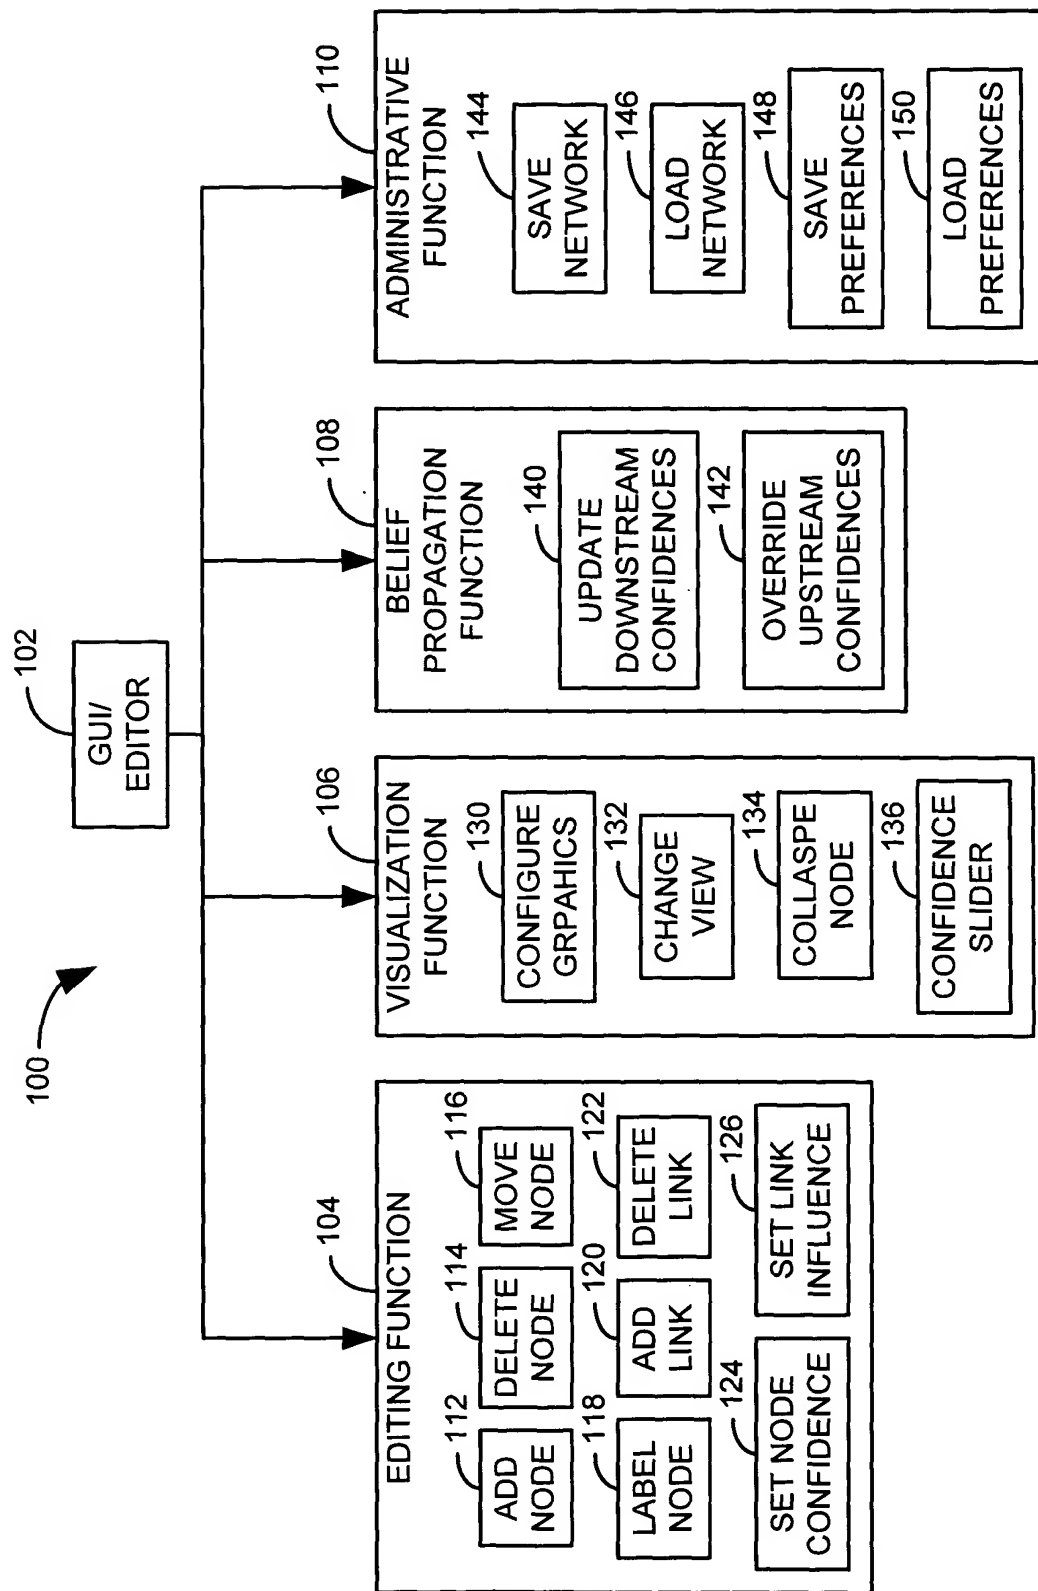 100
102
GUI/
EDITOR
104
EDITING FUNCTION
112
ADD
NODE
114
DELETE
NODE
116
MOVE
NODE
118
LABEL
NODE
120
ADD
LINK
122
DELETE
LINK
124
SET NODE
CONFIDENCE
126
SET LINK
INFLUENCE
106
VISUALIZATION
FUNCTION
130
CONFIGURE
GRPAHICS
132
CHANGE
VIEW
134
COLLASPE
NODE
136
CONFIDENCE
SLIDER
108
BELIEF
PROPAGATION
FUNCTION
140
UPDATE
DOWNSTREAM
CONFIDENCES
142
OVERRIDE
UPSTREAM
CONFIDENCES
110
ADMINISTRATIVE
FUNCTION
144
SAVE
NETWORK
146
LOAD
NETWORK
148
SAVE
PREFERENCES
150
LOAD
PREFERENCES